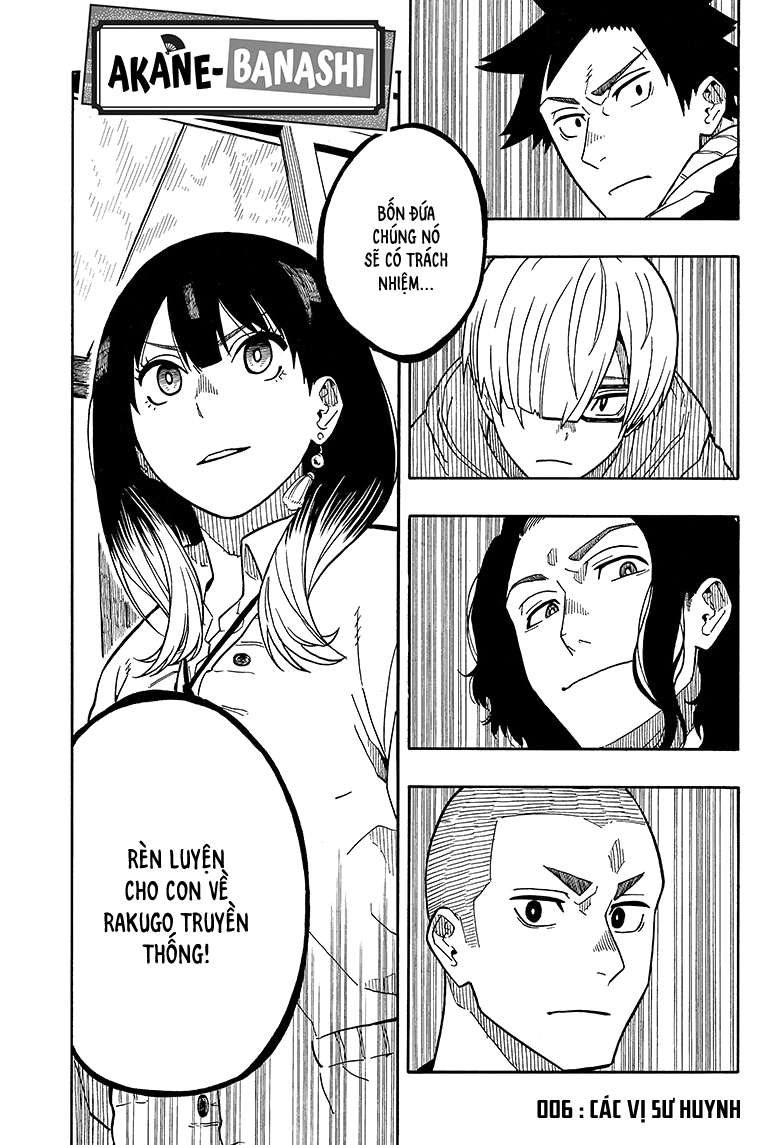 AKANE-BANASHI
BỐN ĐỨA
CHÚNG NÓ
SẼ CÓ TRÁCH
NHIỆM...
RÈN LUYỆN
CHO CON VỀ
RAKUGO TRUYỀN
THỐNG!
006 : CÁC VỊ SƯ HUYNH